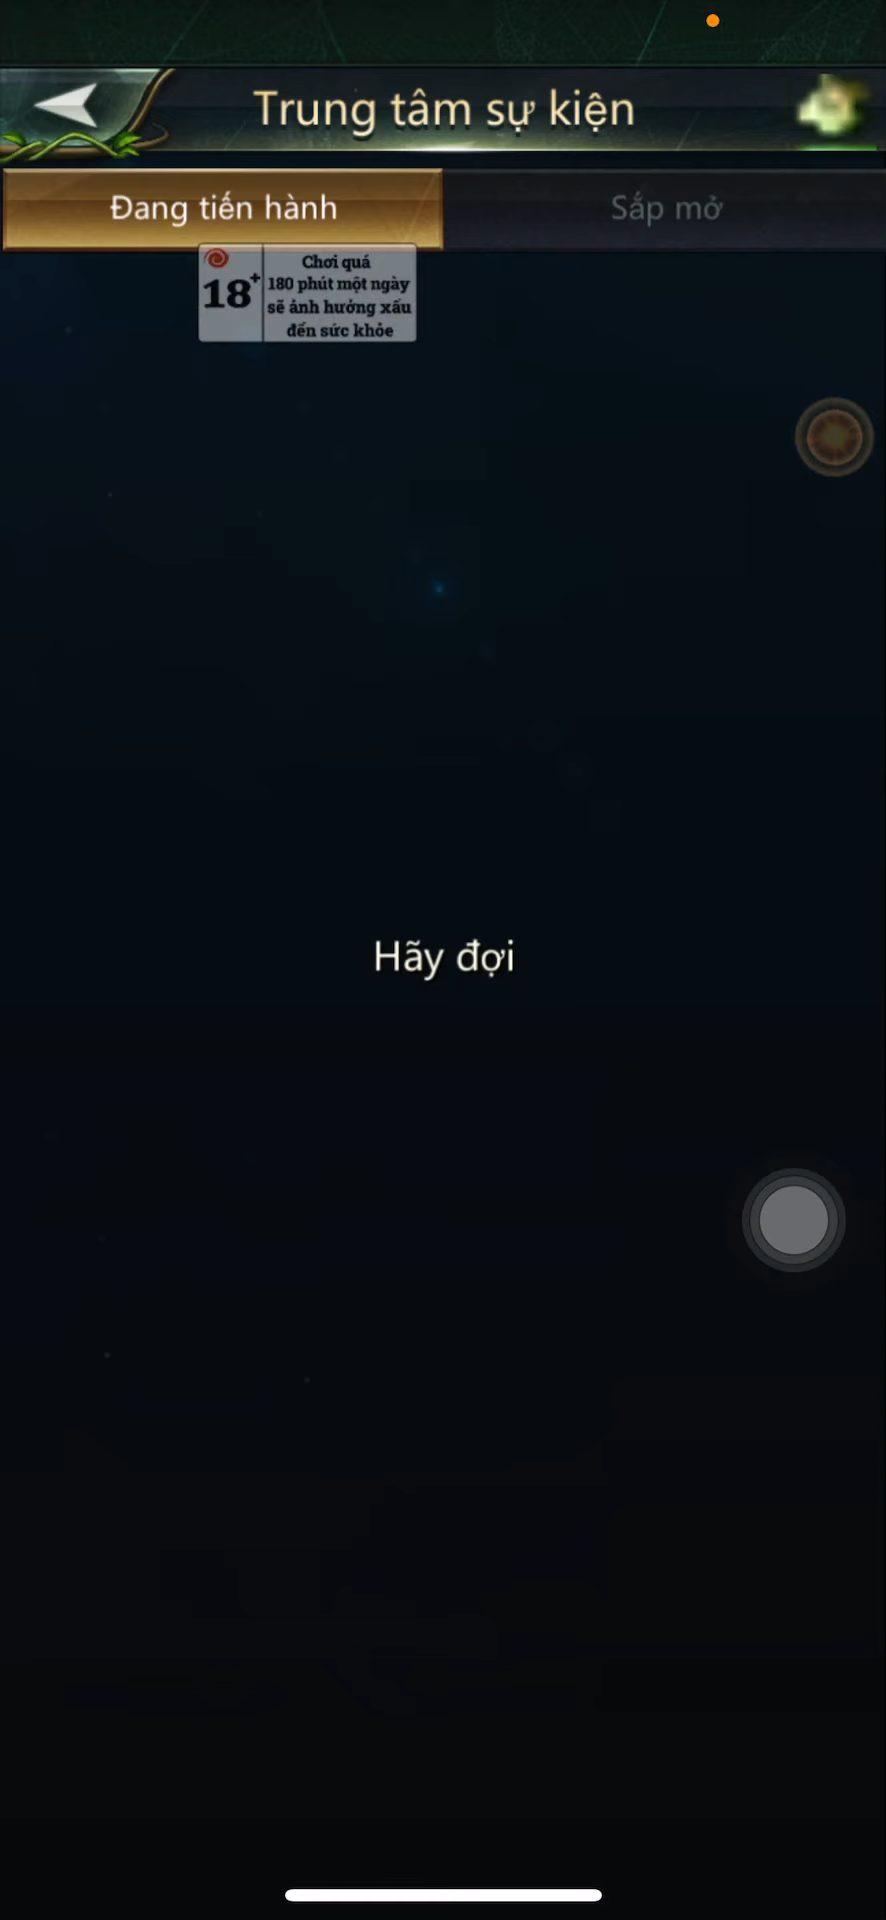 Trung tâm sự kiện
Đang tiến hành
Sắp mở
18+
Chơi quá
180 phút một ngày
sẽ ảnh hưởng xấu
đến sức khỏe
Hãy đợi